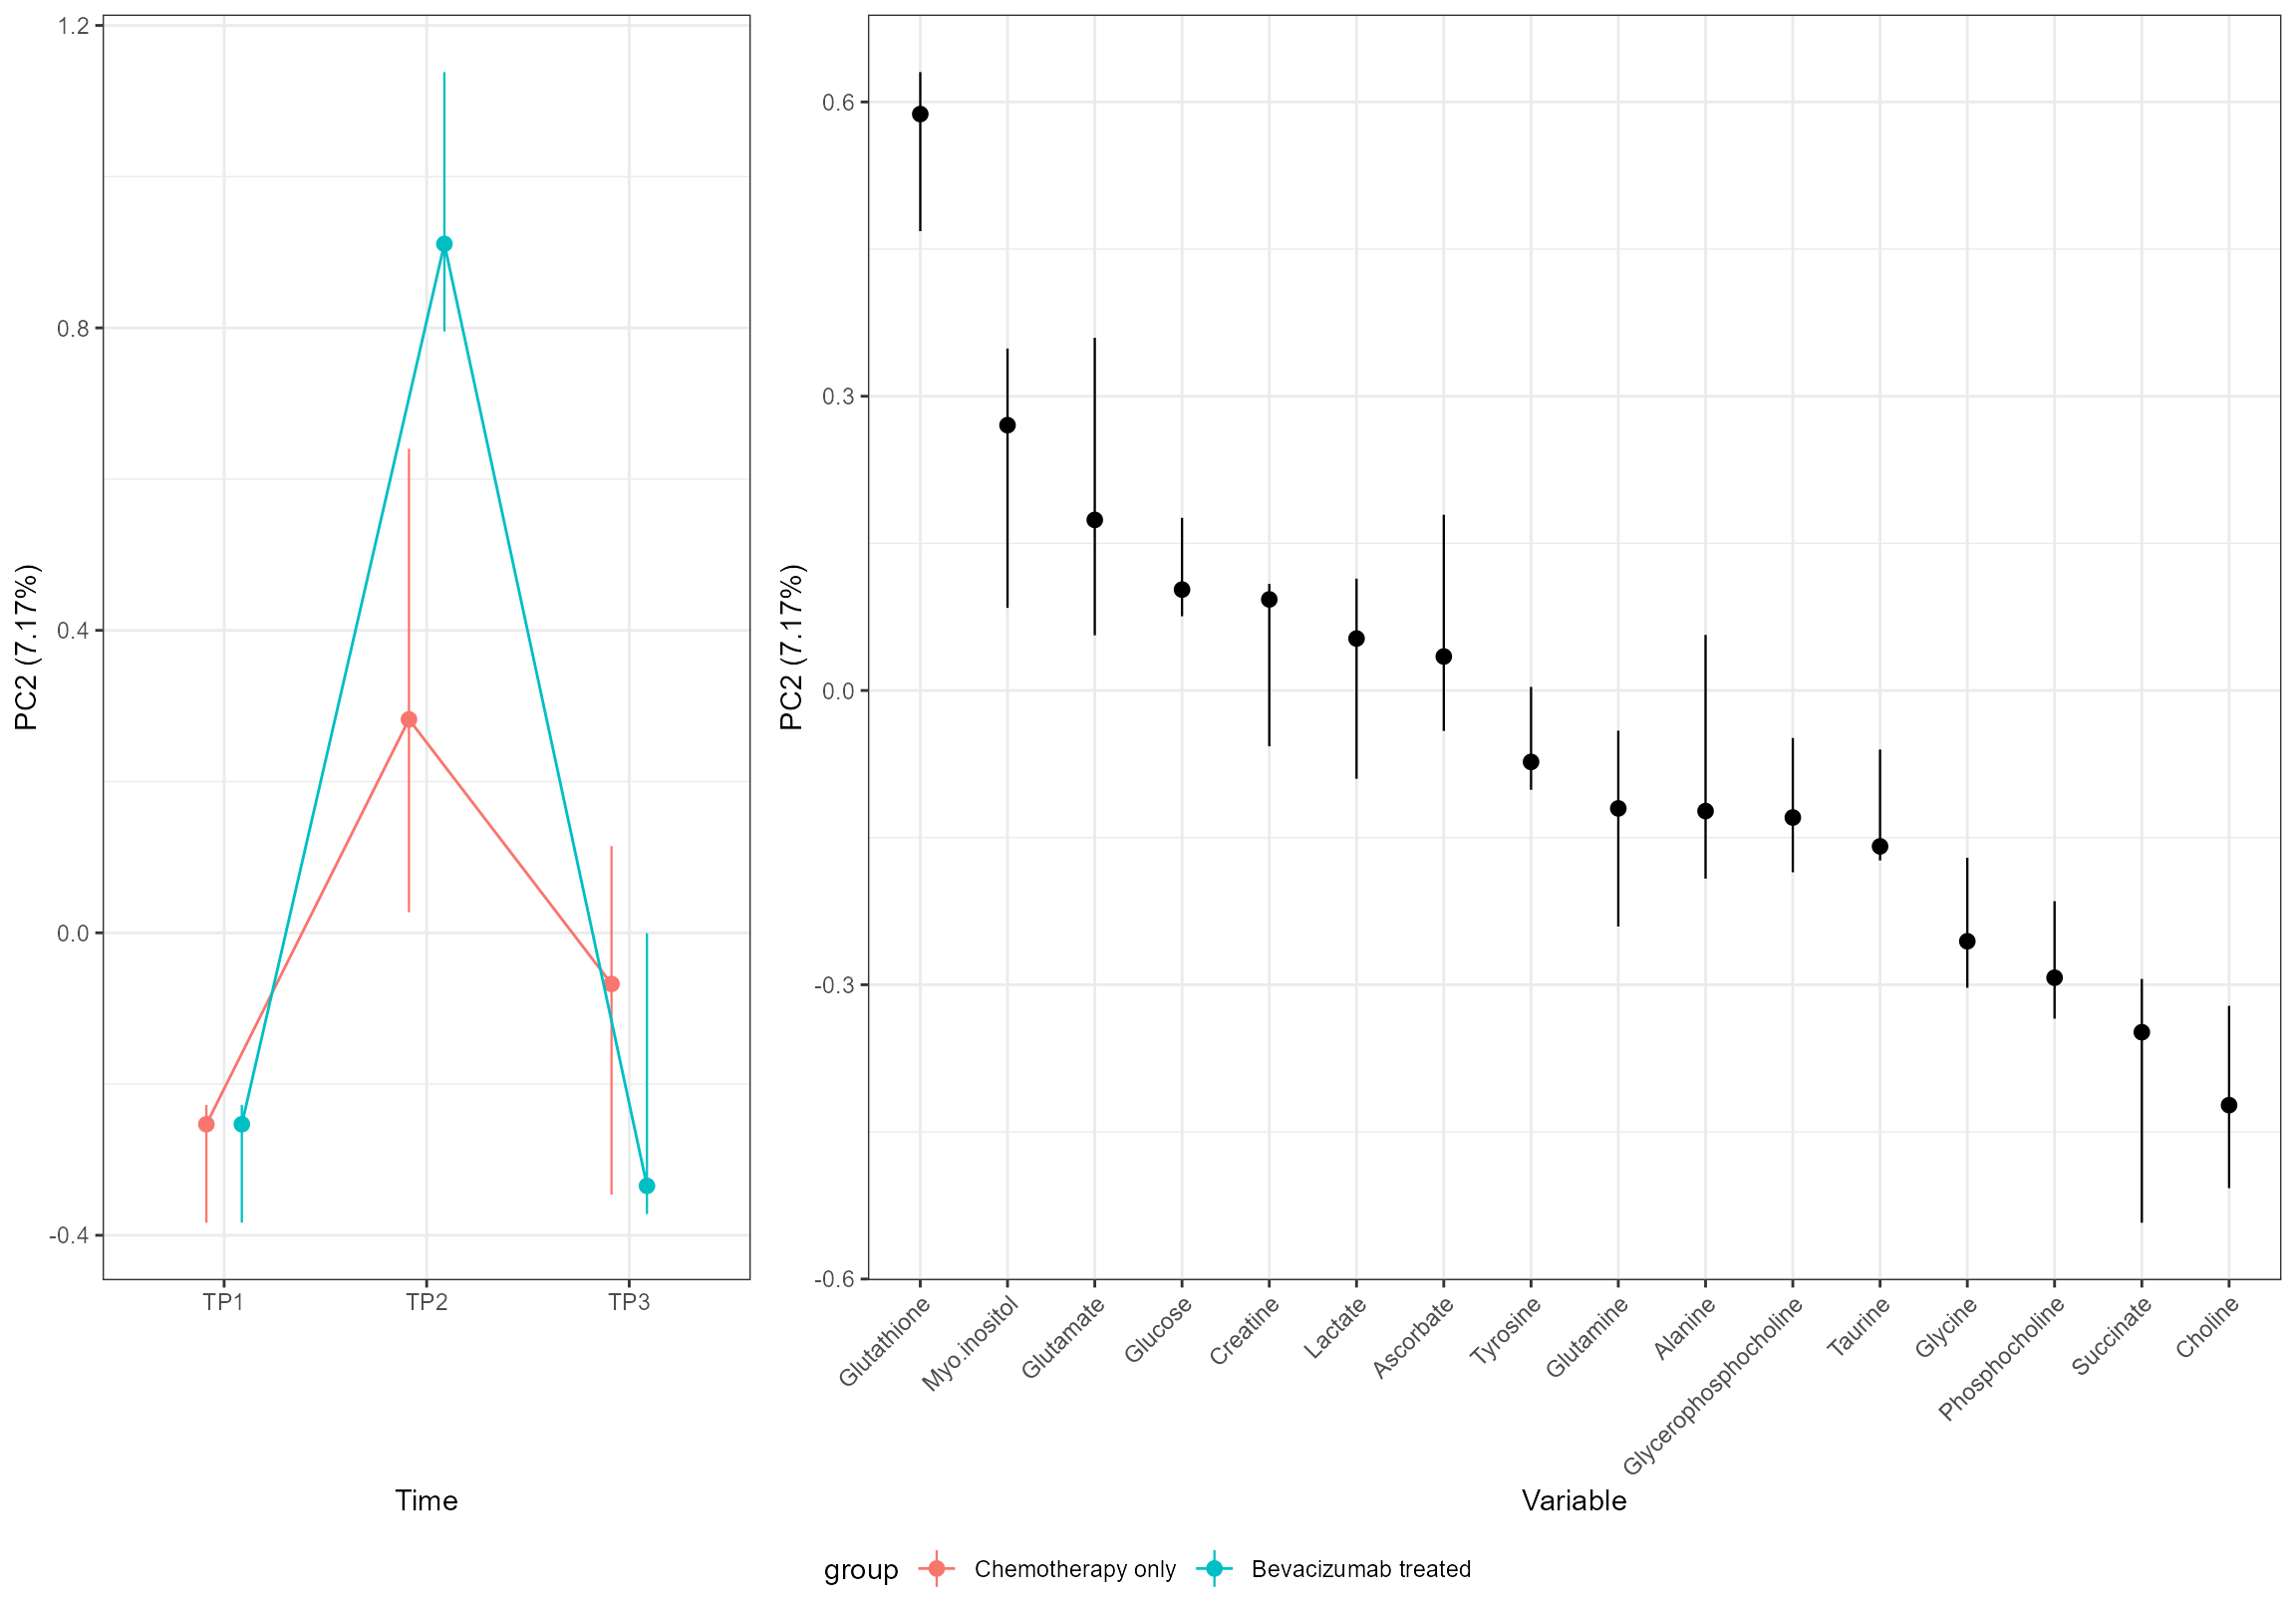 1.2
0.8
0.4
0.0
-0.4
PC2 (7.17%)
TP1
TP2
TP3
Time
0.6
0.3
0.0
-0.3
-0.6
PC2 (7.17%)
Glutathione
Myo.inositol
Glutamate
Glucose
Creatine
Lactate
Ascorbate
Tyrosine
Glutamine
Alanine
Glycerophosphocholine
Taurine
Glycine
Phosphocholine
Succinate
Choline
Variable
group Chemotherapy only Bevacizumab treated